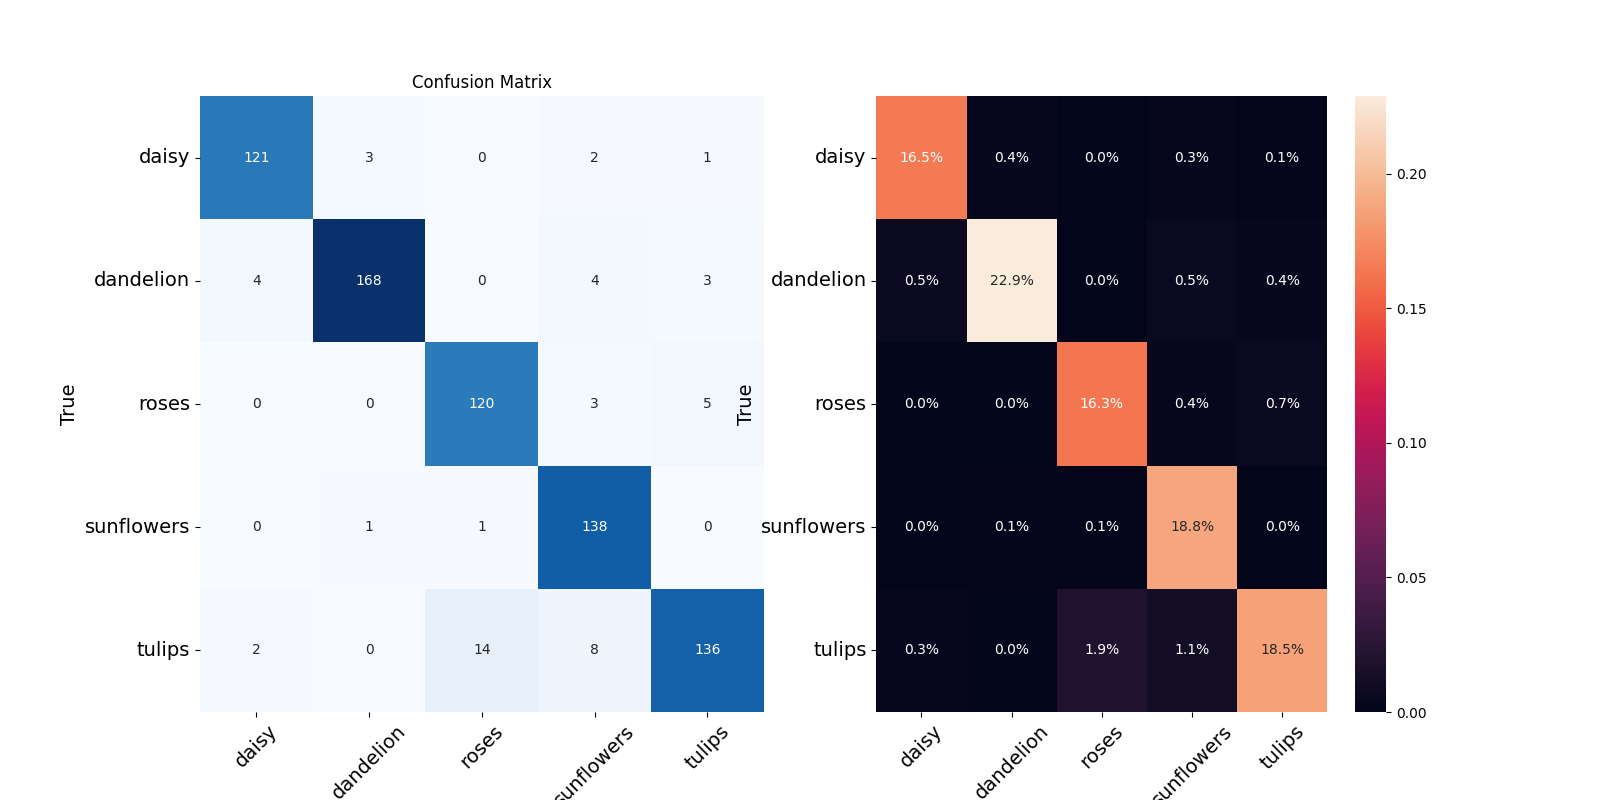 Confusion Matrix
True
daisy 121 3 0 2 1
dandelion 4 168 0 4 3
roses 0 0 120 3 5
sunflowers 0 1 1 138 0
tulips 2 0 14 8 136
daisy dandelion roses sunflowers tulips
True
daisy 16.5% 0.4% 0.0% 0.3% 0.1%
dandelion 0.5% 22.9% 0.0% 0.5% 0.4%
roses 0.0% 0.0% 16.3% 0.4% 0.7%
sunflowers 0.0% 0.1% 0.1% 18.8% 0.0%
tulips 0.3% 0.0% 1.9% 1.1% 18.5%
daisy dandelion roses sunflowers tulips
0.20
0.15
0.10
0.05
0.00